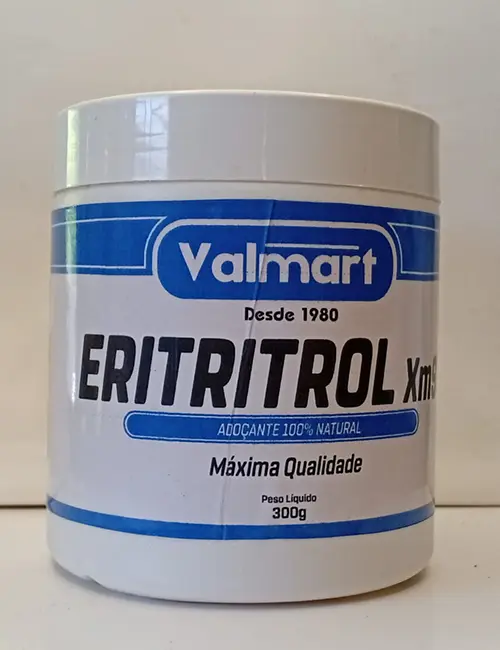 Valmart
Desde 1980
ERITRITROL
ADOÇANTE 100% NATURAL
Máxima Qualidade
Peso Líquido
300g